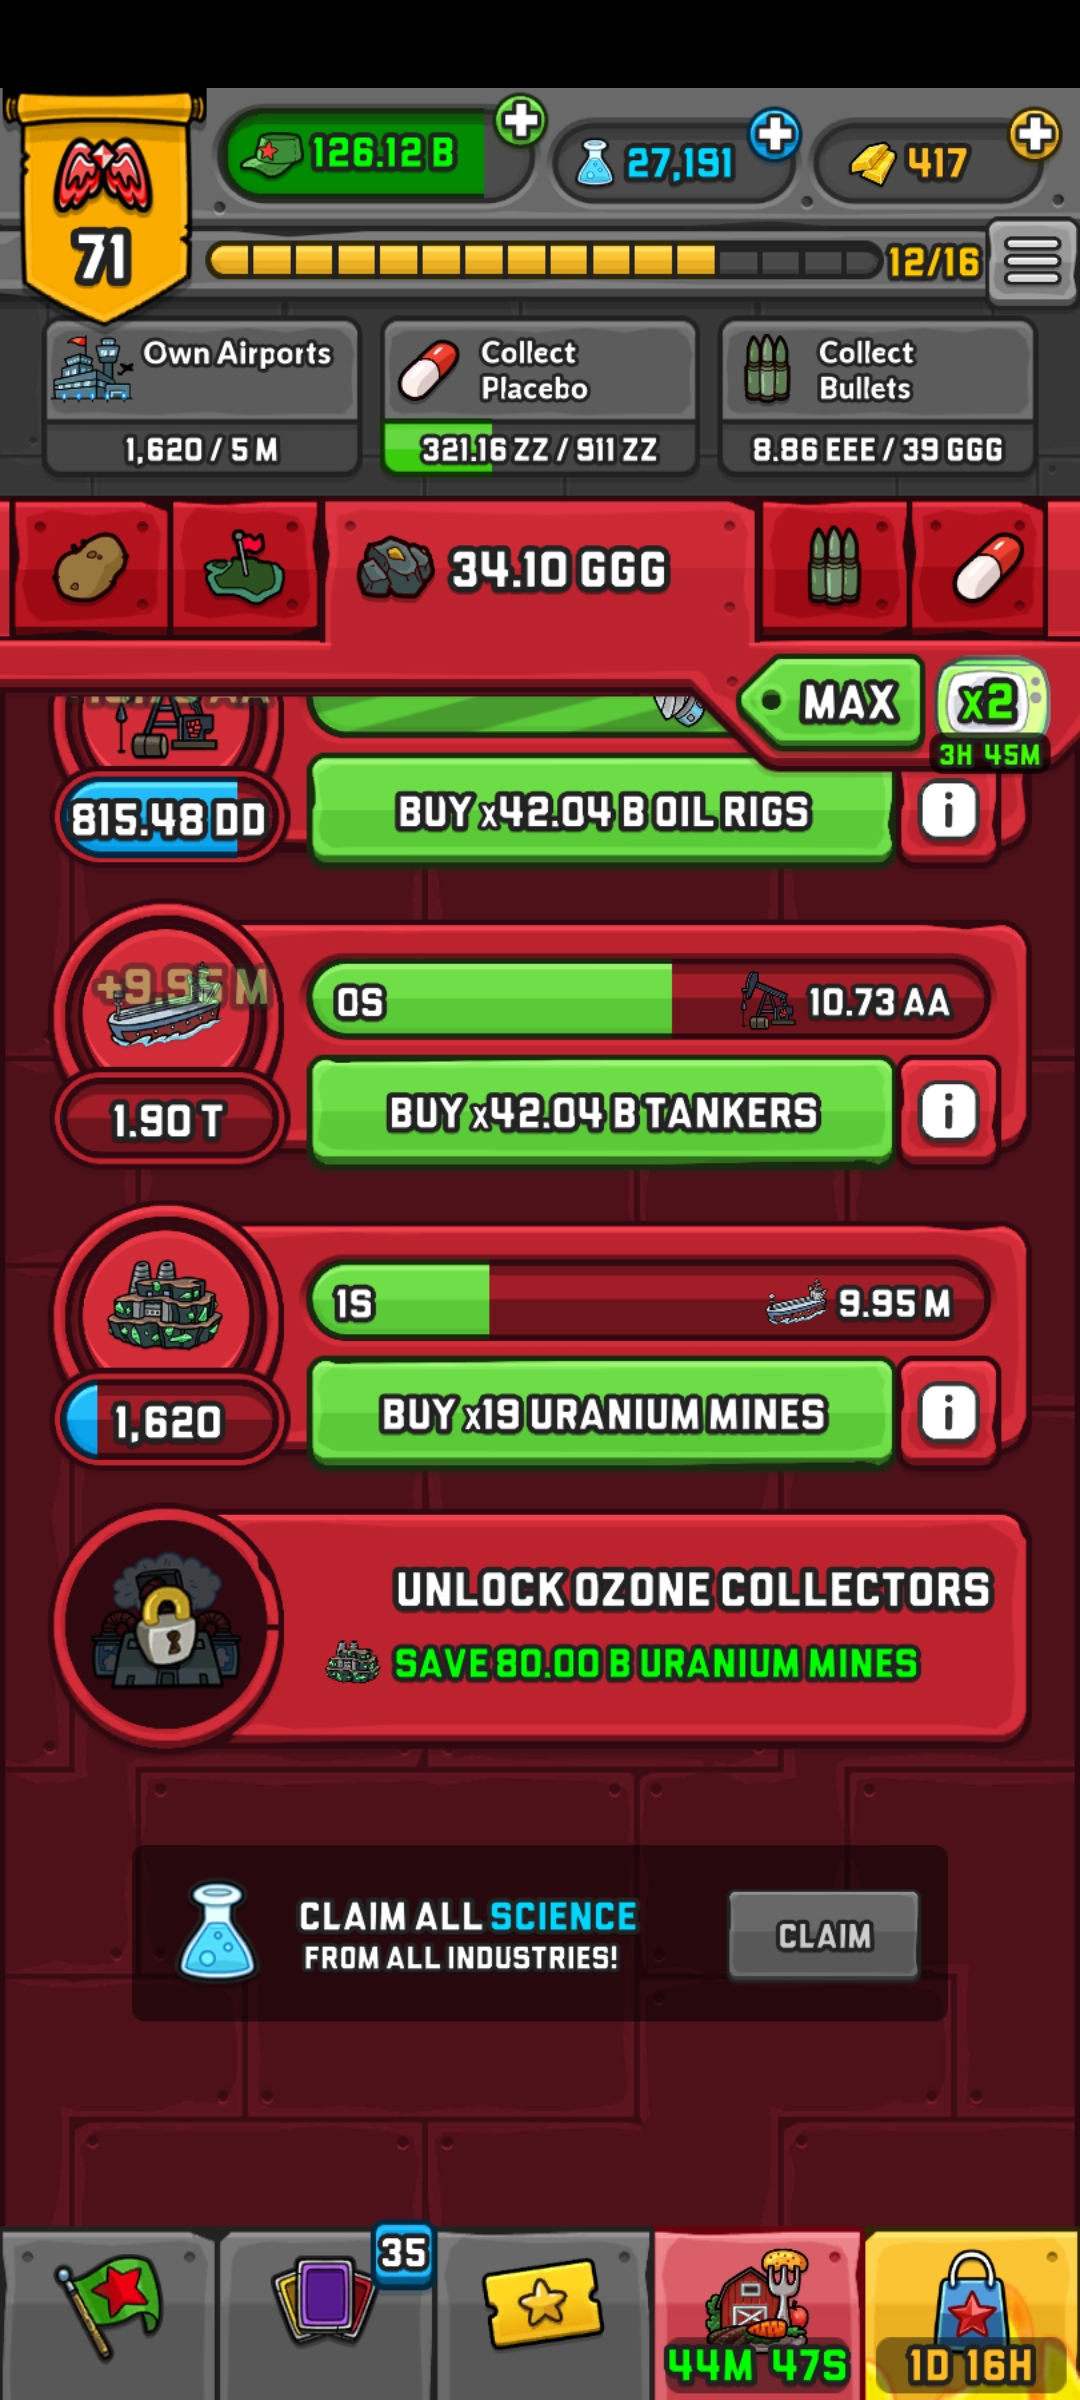 126.12 B
27,191
417
71
12/16
Own Airports
1,620 / 5 M
Collect
Placebo
321.16 ZZ / 911 ZZ
Collect
Bullets
8.86 EEE / 39 GGG
34.10 GGG
MAX
x2
3H 45M
815.48 DD
BUY x42.04 B OIL RIGS
i
+9.95 M
0S
10.73 AA
1.90 T
BUY x42.04 B TANKERS
i
1S
9.95 M
1,620
BUY x19 URANIUM MINES
i
UNLOCK OZONE COLLECTORS
SAVE 80.00 B URANIUM MINES
CLAIM ALL SCIENCE
FROM ALL INDUSTRIES!
CLAIM
35
44M 47S
1D 16H